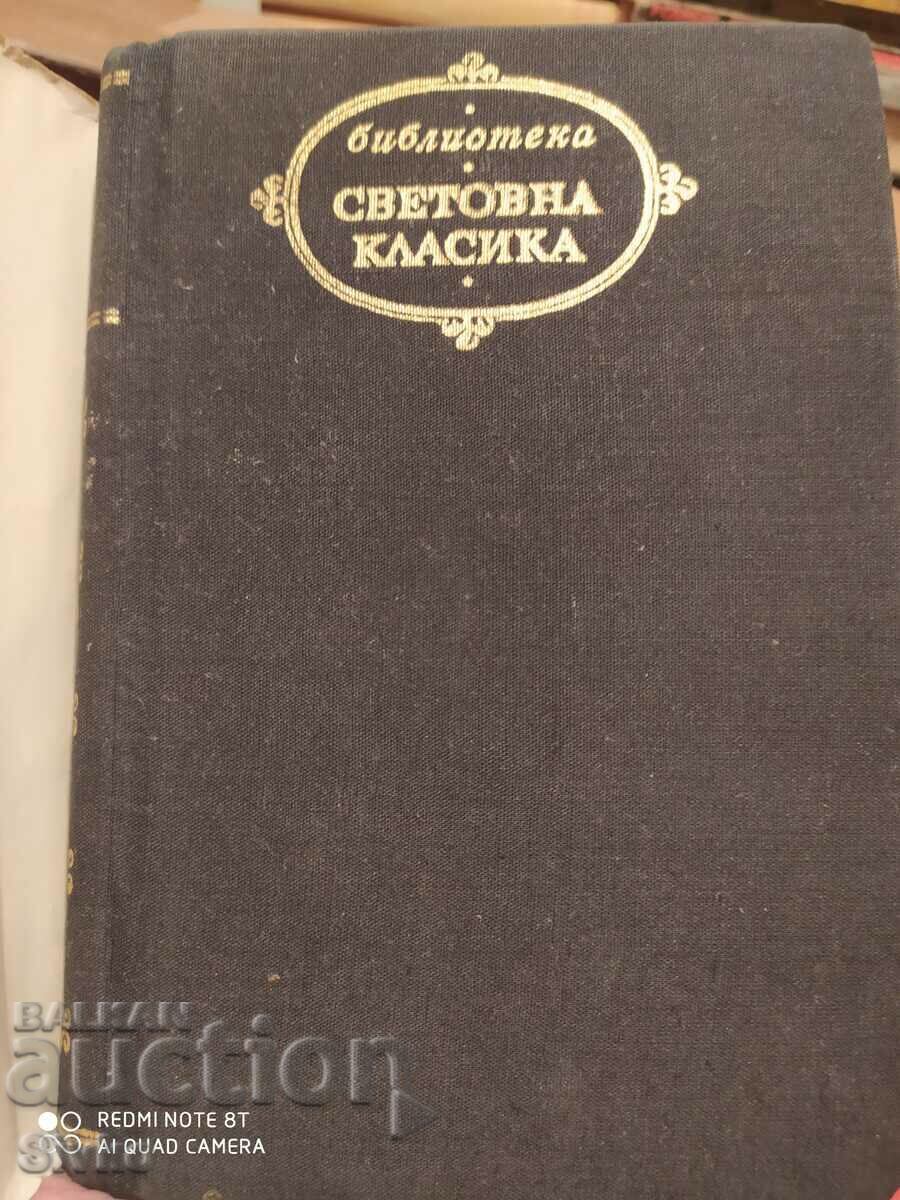 библиотека
СВЕТОВНА
КЛАСИКА
BALKAN
auction
REDMI NOTE 8T
AI QUAD CAMERA